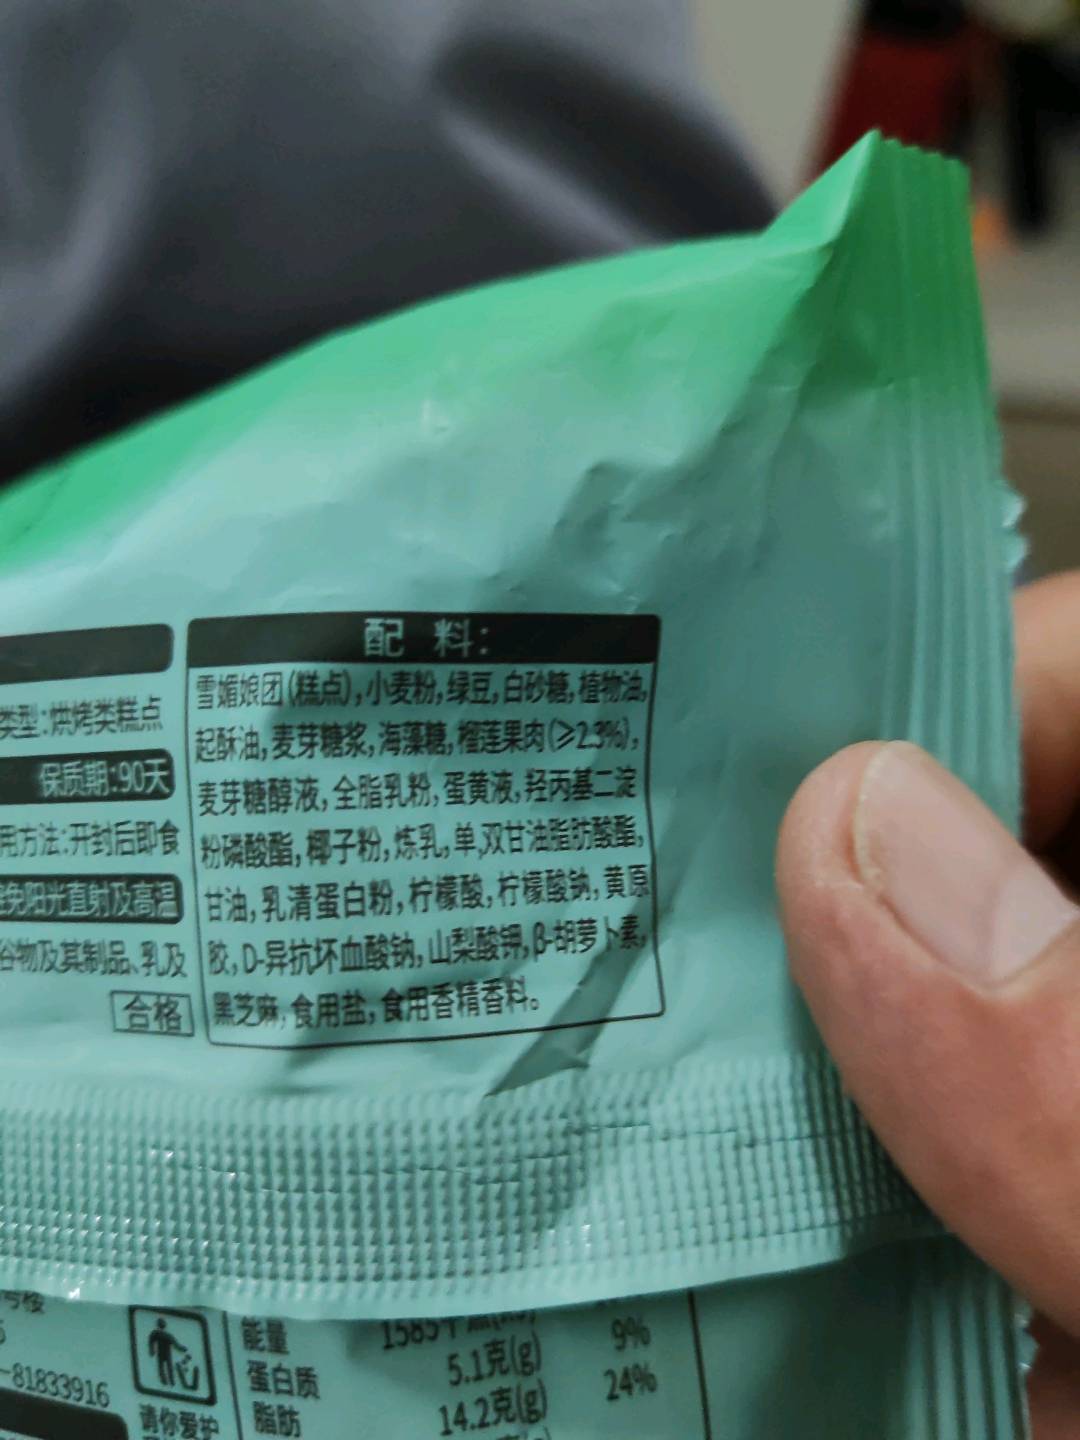 配 料:
雪媚娘团(糕点),小麦粉,绿豆,白砂糖,植物油,
起酥油,麦芽糖浆,海藻糖,榴莲果肉(≥2.3%),
麦芽糖醇液,全脂乳粉,蛋黄液,羟丙基二淀
粉磷酸酯,椰子粉,炼乳,单,双甘油脂肪酸酯,
甘油,乳清蛋白粉,柠檬酸,柠檬酸钠,黄原
胶,D-异抗坏血酸钠,山梨酸钾,β-胡萝卜素,
黑芝麻,食用盐,食用香精香料。
类型:烘烤类糕点
保质期:90天
用方法:开封后即食
免阳光直射及高温
谷物及其制品、乳及
合格
号楼
-81833916
请你爱护
能量 1585千
蛋白质 5.1克(g) 9%
脂肪 14.2克(g) 24%